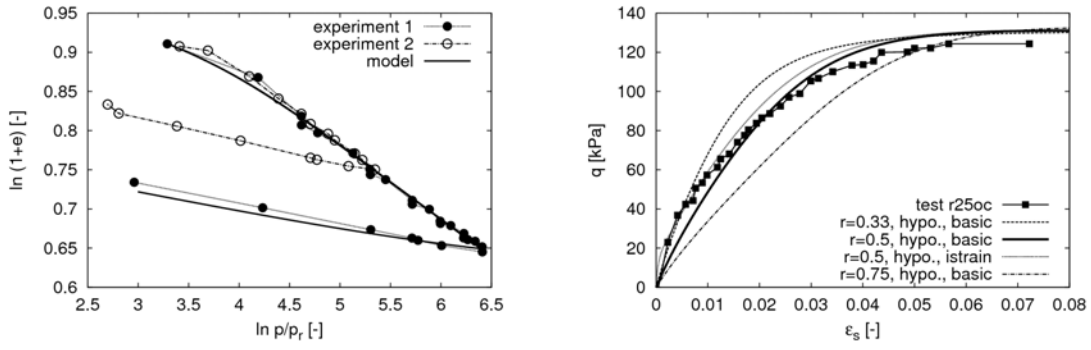 0.95
0.9
0.85
0.8
0.75
0.7
0.65
0.6
ln (1+e) [-]
2.5 3 3.5 4 4.5 5 5.5 6 6.5
ln p/pr [-]
experiment 1
experiment 2
model
140
120
100
80
60
40
20
0
q [kPa]
0 0.01 0.02 0.03 0.04 0.05 0.06 0.07 0.08
εs [-]
test r25oc
r=0.33, hypo., basic
r=0.5, hypo., basic
r=0.5, hypo., istrain
r=0.75, hypo., basic